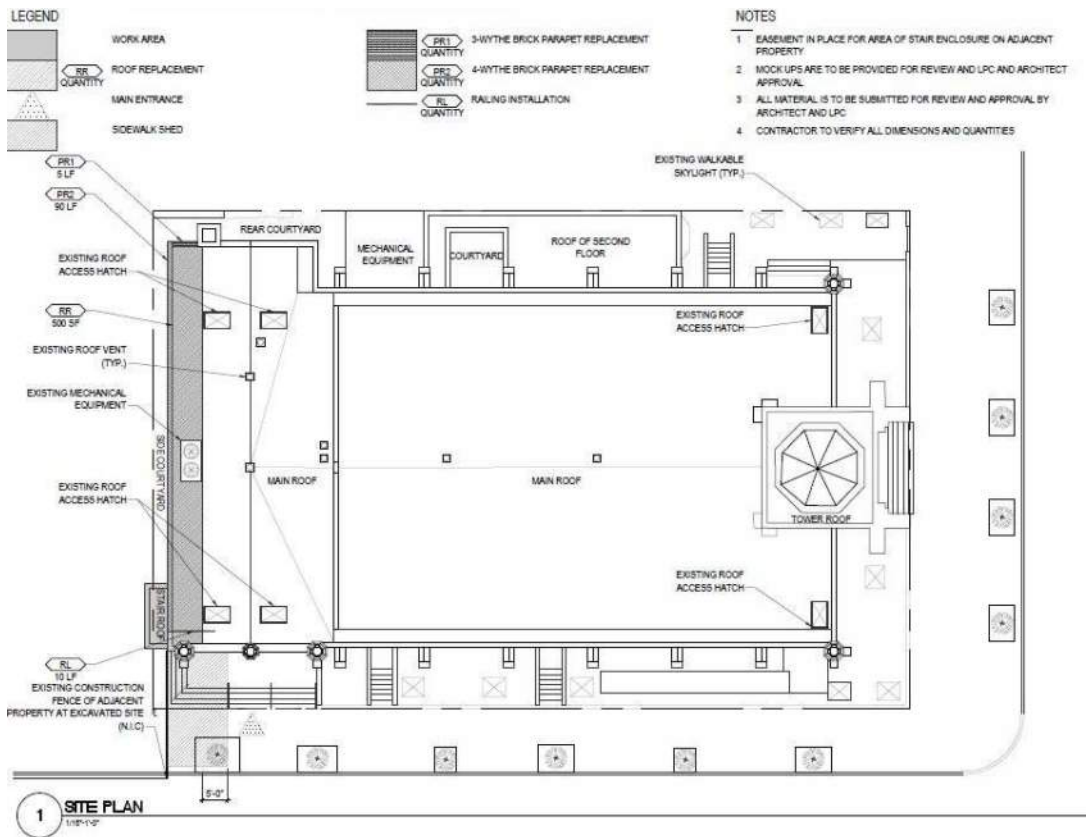 LEGEND
WORK AREA
RR
QUANTITY
ROOF REPLACEMENT
MAIN ENTRANCE
SIDEWALK SHED
PR1
QUANTITY
3-WYTHE BRICK PARAPET REPLACEMENT
PR2
QUANTITY
4-WYTHE BRICK PARAPET REPLACEMENT
RL
QUANTITY
RAILING INSTALLATION
NOTES
1 EASEMENT IN PLACE FOR AREA OF STAIR ENCLOSURE ON ADJACENT
PROPERTY
2 MOCK UPS ARE TO BE PROVIDED FOR REVIEW AND LPC AND ARCHITECT
APPROVAL
3 ALL MATERIAL IS TO BE SUBMITTED FOR REVIEW AND APPROVAL BY
ARCHITECT AND LPC
4 CONTRACTOR TO VERIFY ALL DIMENSIONS AND QUANTITIES
PR1
5 LF
PR2
90 LF
EXISTING WALKABLE
SKYLIGHT (TYP.)
REAR COURTYARD
MECHANICAL
EQUIPMENT
COURTYARD
ROOF OF SECOND
FLOOR
EXISTING ROOF
ACCESS HATCH
RR
500 SF
EXISTING ROOF
ACCESS HATCH
EXISTING ROOF VENT
(TYP.)
EXISTING MECHANICAL
EQUIPMENT
SIDE COURTYARD
MAIN ROOF
MAIN ROOF
EXISTING ROOF
ACCESS HATCH
TOWER ROOF
EXISTING ROOF
ACCESS HATCH
STAIR ROOF
RL
10 LF
EXISTING CONSTRUCTION
FENCE OF ADJACENT
PROPERTY AT EXCAVATED SITE
(N.I.C)
5'-0"
1
SITE PLAN
1/16"-1'-0"